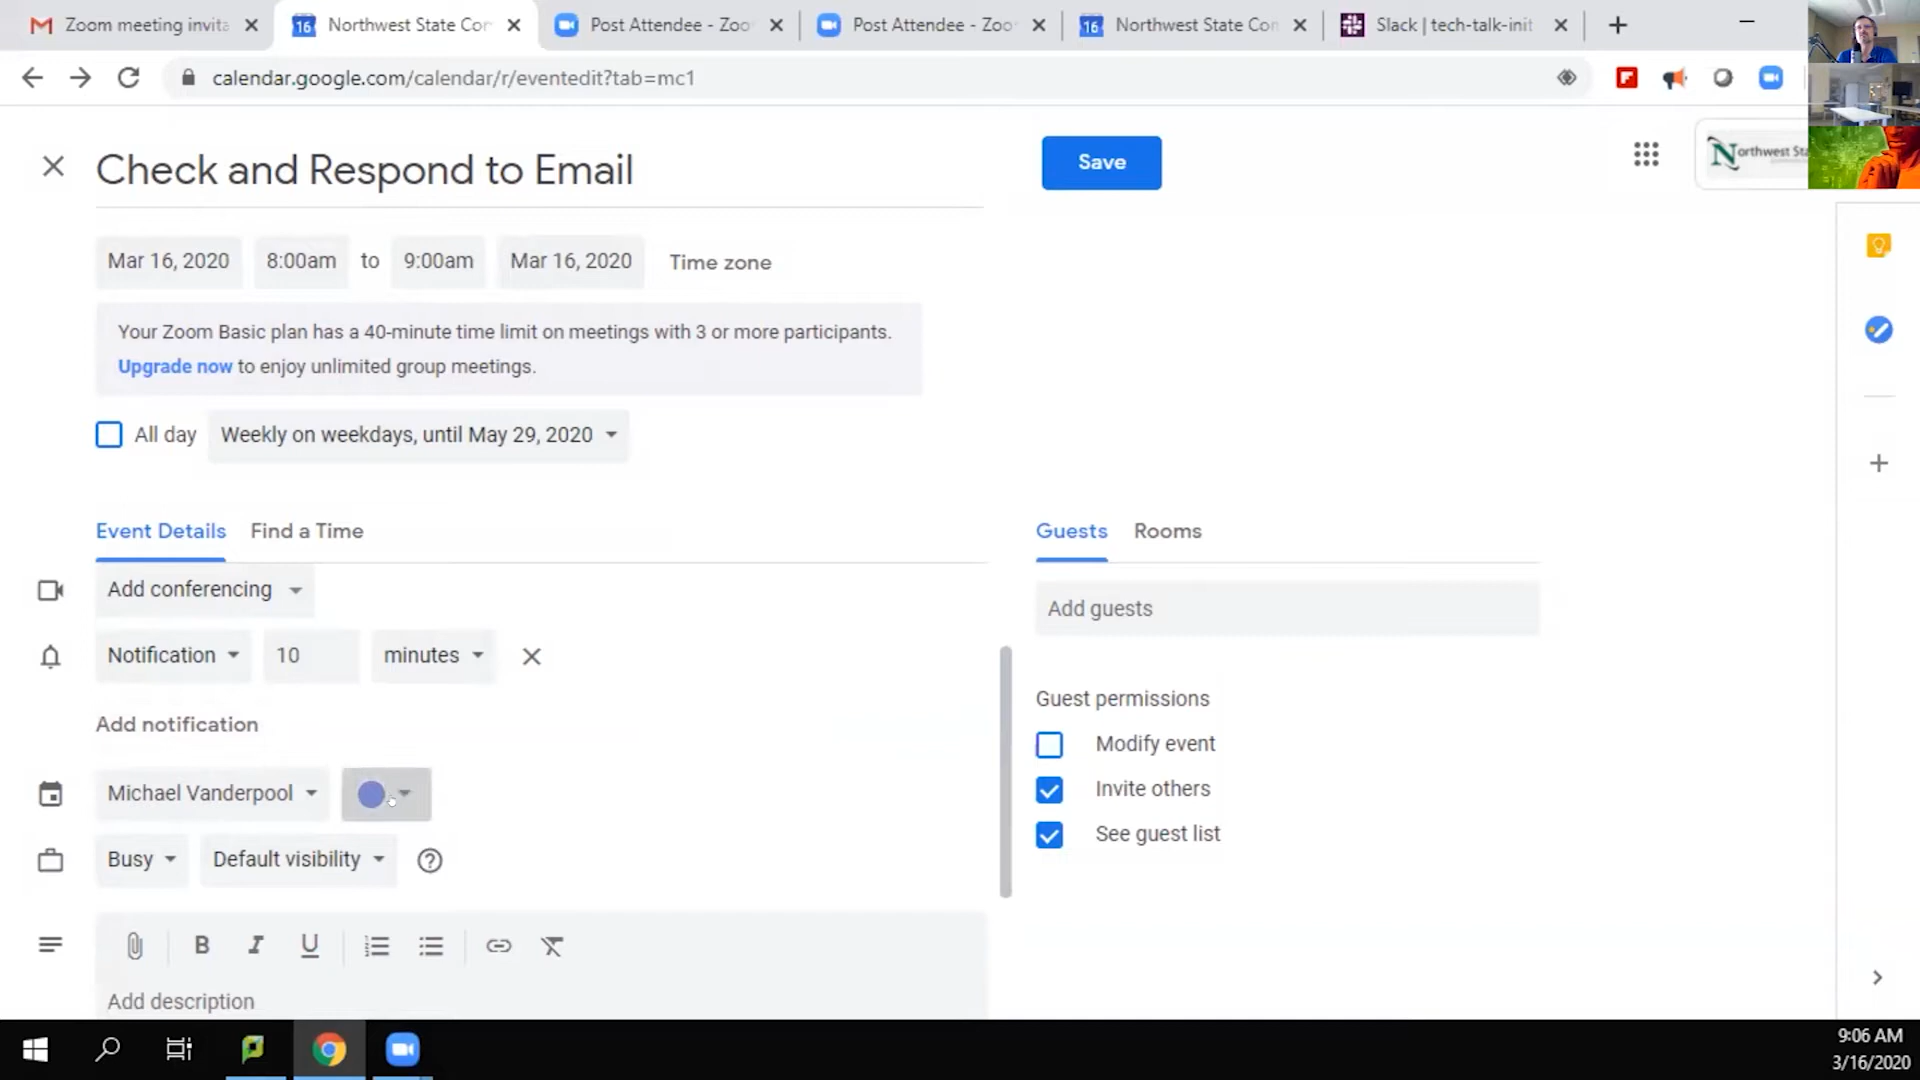 Zoom meeting invita
Northwest State Cor
Post Attendee - Zoo
Post Attendee - Zoo
Northwest State Con
Slack | tech-talk-init
calendar.google.com/calendar/r/eventedit?tab=mc1
Check and Respond to Email
Save
Northwest Sta
Mar 16, 2020 8:00am to 9:00am Mar 16, 2020 Time zone
Your Zoom Basic plan has a 40-minute time limit on meetings with 3 or more participants.
Upgrade now to enjoy unlimited group meetings.
All day Weekly on weekdays, until May 29, 2020
Event Details Find a Time
Guests Rooms
Add conferencing
Add guests
Notification 10 minutes
Guest permissions
Add notification
Modify event
Michael Vanderpool
Invite others
See guest list
Busy Default visibility
B I U
Add description
9:06 AM
3/16/2020